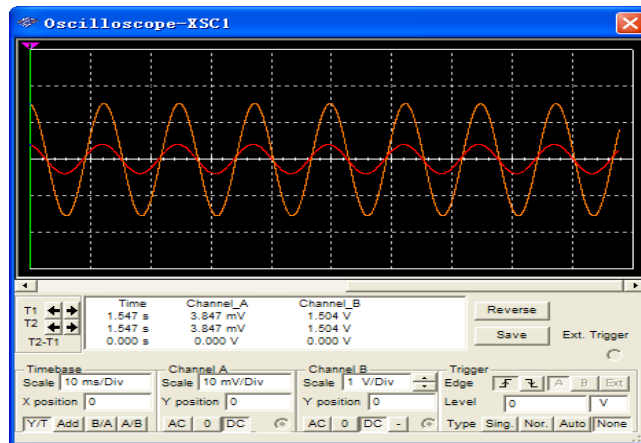 Oscilloscope-XSC1
Time Channel_A Channel_B
T1 1.547 s 3.847 mV 1.504 V
T2 1.547 s 3.847 mV 1.504 V
T2-T1 0.000 s 0.000 V 0.000 V
Reverse
Save Ext. Trigger
Timebase Channel A Channel B Trigger
Scale 10 ms/Div Scale 10 mV/Div Scale 1 V/Div Edge A B Ext
X position 0 Y position 0 Y position 0 Level 0 V
Y/T Add B/A A/B AC 0 DC AC 0 DC - Type Sing. Nor. Auto None